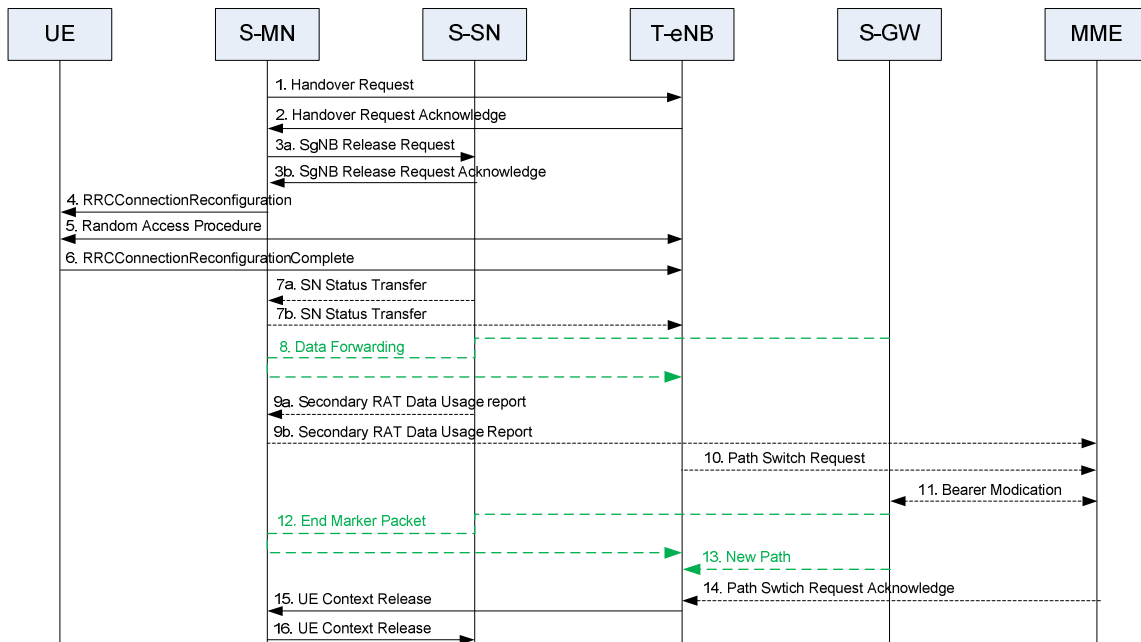 UE
S-MN
S-SN
T-eNB
S-GW
MME
1. Handover Request
2. Handover Request Acknowledge
3a. SgNB Release Request
3b. SgNB Release Request Acknowledge
4. RRCConnectionReconfiguration
5. Random Access Procedure
6. RRCConnectionReconfigurationComplete
7a. SN Status Transfer
7b. SN Status Transfer
8. Data Forwarding
9a. Secondary RAT Data Usage report
9b. Secondary RAT Data Usage Report
10. Path Switch Request
11. Bearer Modication
12. End Marker Packet
13. New Path
14. Path Swtich Request Acknowledge
15. UE Context Release
16. UE Context Release